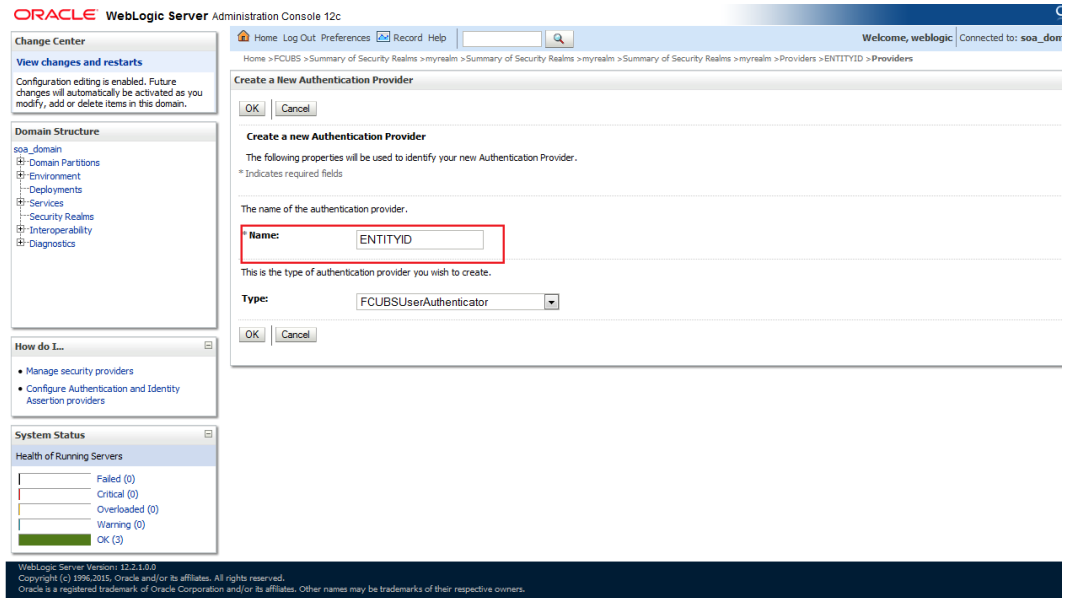 ORACLE WebLogic Server Administration Console 12c
Change Center
View changes and restarts
Configuration editing is enabled. Future
changes will automatically be activated as you
modify, add or delete items in this domain.
Domain Structure
soa_domain
Domain Partitions
Environment
Deployments
Services
Security Realms
Interoperability
Diagnostics
How do I...
Manage security providers
Configure Authentication and Identity
Assertion providers
System Status
Health of Running Servers
Failed (0)
Critical (0)
Overloaded (0)
Warning (0)
OK (3)
Home Log Out Preferences Record Help
Welcome, weblogic Connected to: soa_dom
Home >FCUBS >Summary of Security Realms >myrealm >Summary of Security Realms >myrealm >Summary of Security Realms >myrealm >Providers >ENTITYID >Providers
Create a New Authentication Provider
OK Cancel
Create a new Authentication Provider
The following properties will be used to identify your new Authentication Provider.
* Indicates required fields
The name of the authentication provider.
* Name: ENTITYID
This is the type of authentication provider you wish to create.
Type: FCUBSUserAuthenticator
OK Cancel
WebLogic Server Version: 12.2.1.0.0
Copyright (c) 1996,2015, Oracle and/or its affiliates. All rights reserved.
Oracle is a registered trademark of Oracle Corporation and/or its affiliates. Other names may be trademarks of their respective owners.